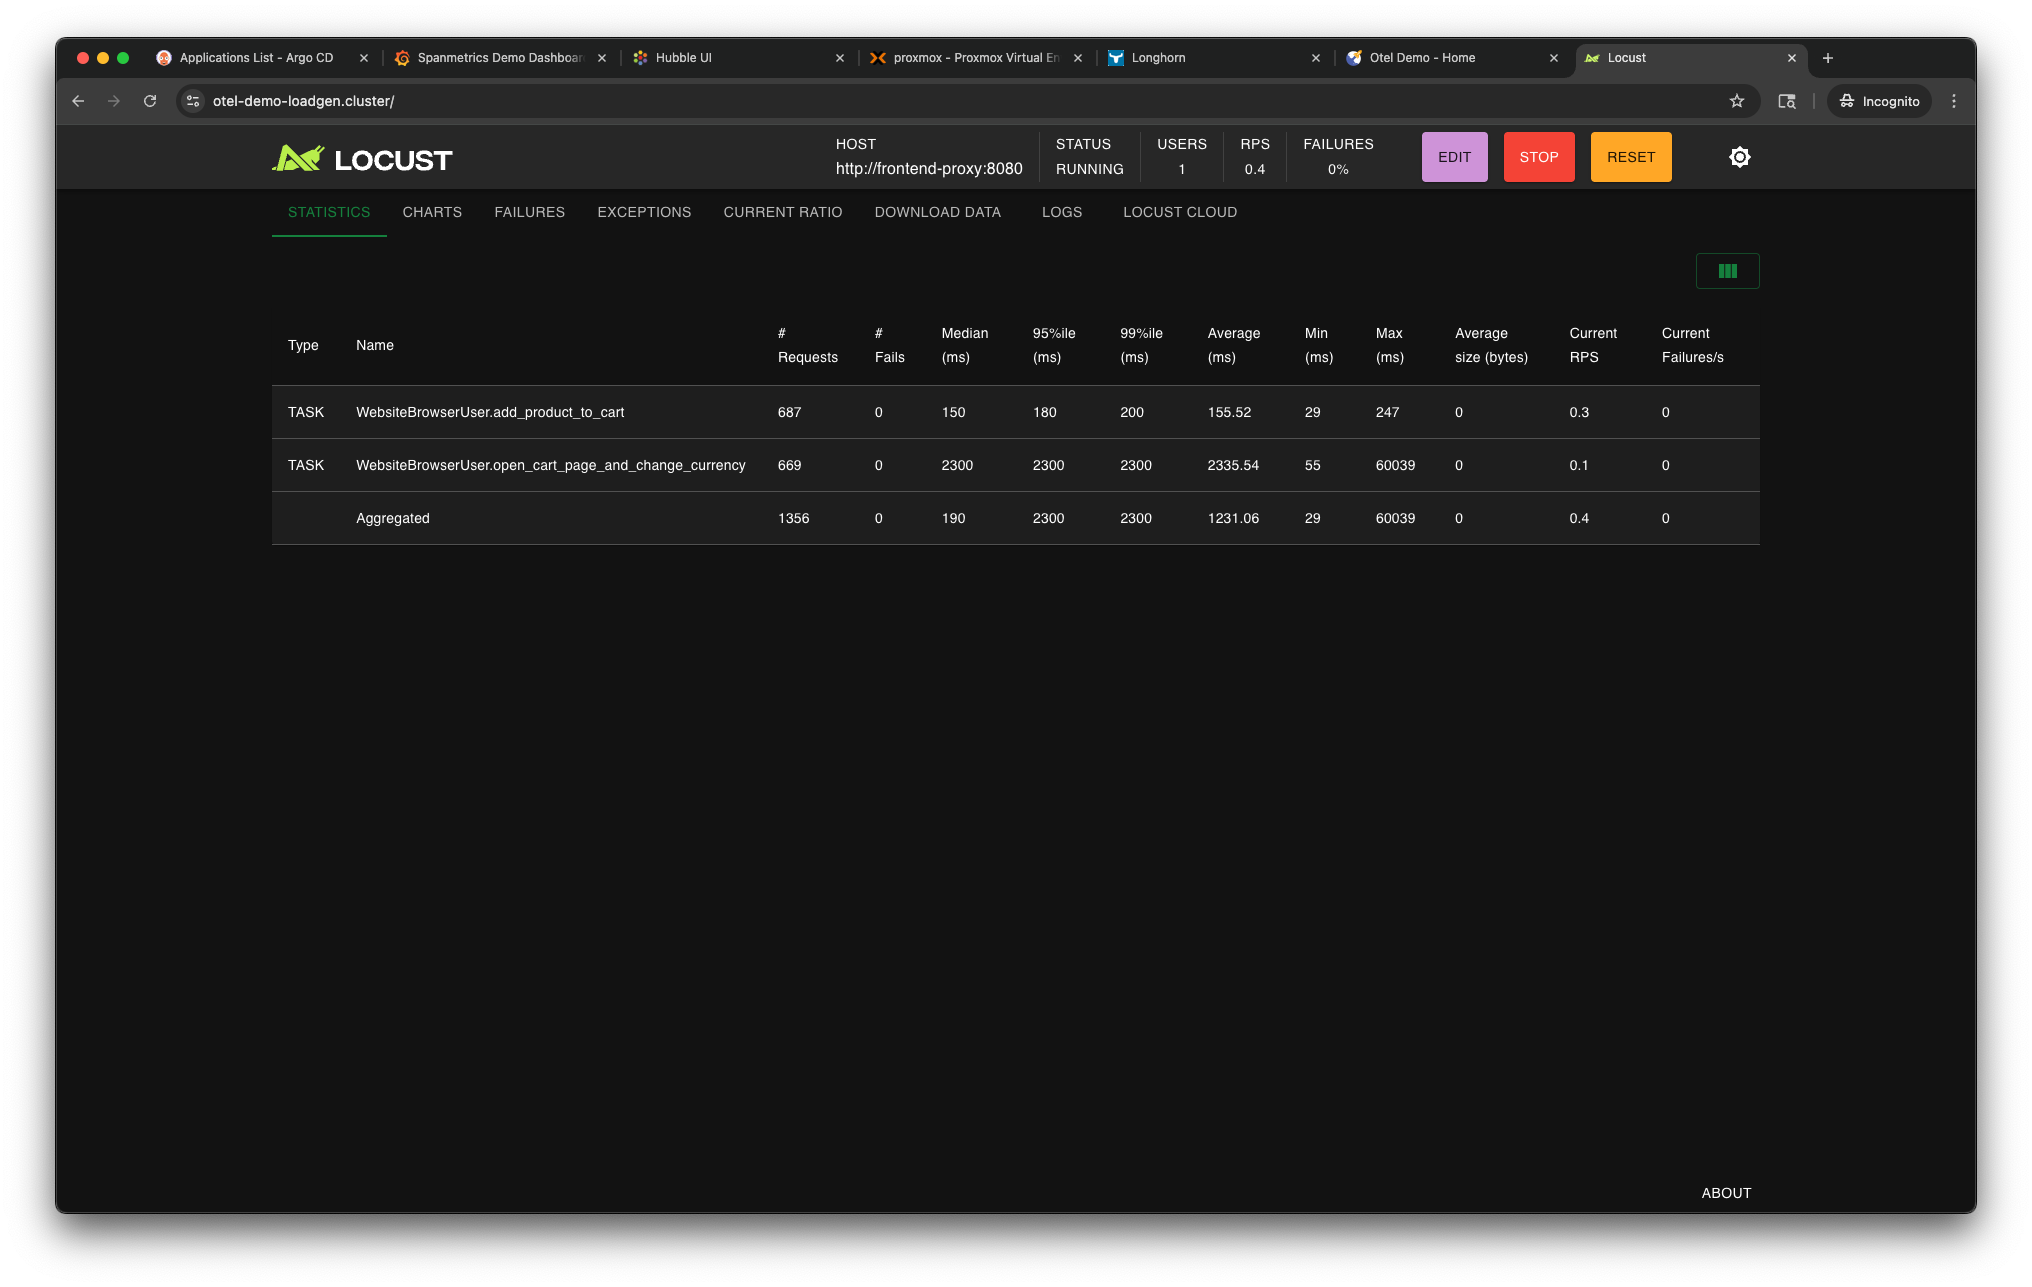 Applications List - Argo CD
Spanmetrics Demo Dashboar
Hubble UI
proxmox - Proxmox Virtual En
Longhorn
Otel Demo - Home
Locust
otel-demo-loadgen.cluster/
Incognito
LOCUST
HOST
http://frontend-proxy:8080
STATUS
RUNNING
USERS
1
RPS
0.4
FAILURES
0%
EDIT
STOP
RESET
STATISTICS CHARTS FAILURES EXCEPTIONS CURRENT RATIO DOWNLOAD DATA LOGS LOCUST CLOUD
Type Name # Requests # Fails Median (ms) 95%ile (ms) 99%ile (ms) Average (ms) Min (ms) Max (ms) Average size (bytes) Current RPS Current Failures/s
TASK WebsiteBrowserUser.add_product_to_cart 687 0 150 180 200 155.52 29 247 0 0.3 0
TASK WebsiteBrowserUser.open_cart_page_and_change_currency 669 0 2300 2300 2300 2335.54 55 60039 0 0.1 0
Aggregated 1356 0 190 2300 2300 1231.06 29 60039 0 0.4 0
ABOUT